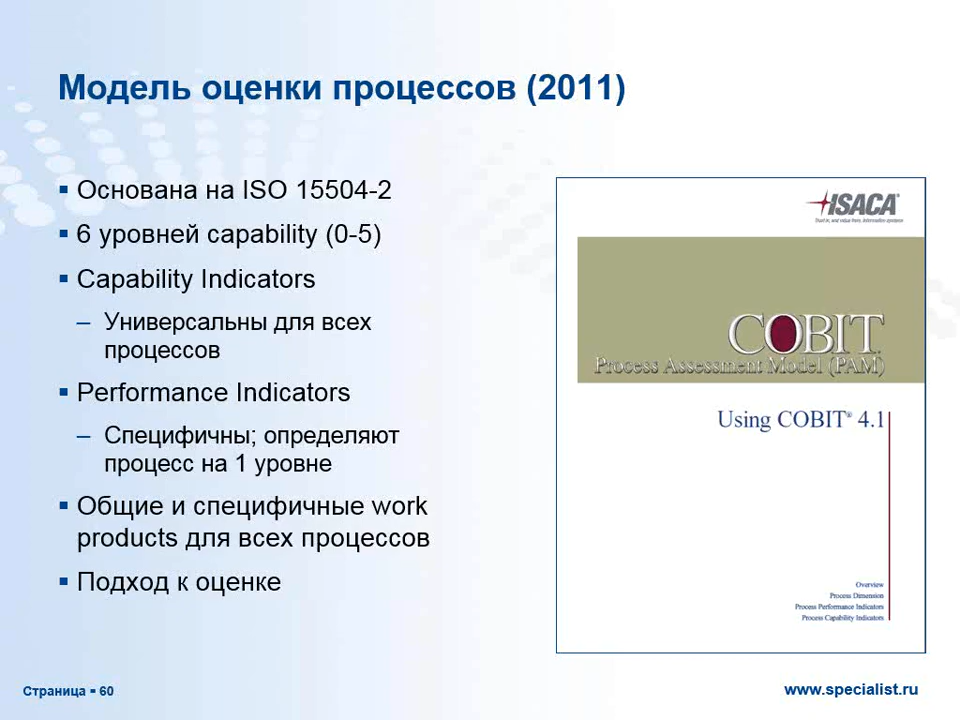 Модель оценки процессов (2011)
▪ Основана на ISO 15504-2
▪ 6 уровней capability (0-5)
▪ Capability Indicators
– Универсальны для всех
процессов
▪ Performance Indicators
– Специфичны; определяют
процесс на 1 уровне
▪ Общие и специфичные work
products для всех процессов
▪ Подход к оценке
ISACA®
Trust in, and value from, information systems
COBIT
Process Assessment Model (PAM)
Using COBIT® 4.1
Overview
Process Dimension
Process Performance Indicators
Process Capability Indicators
Страница ▪ 60
www.specialist.ru